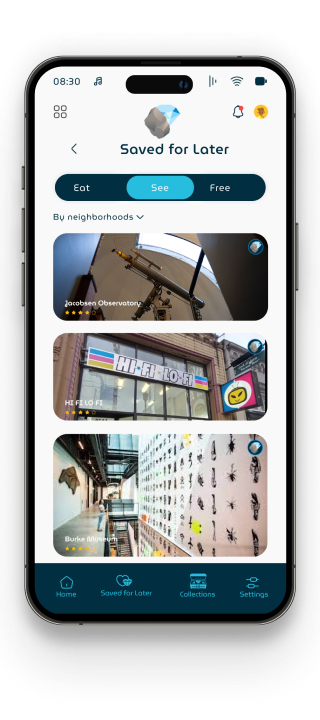 08:30
Saved for Later
Eat
See
Free
By neighborhoods
Jacobsen Observatory
HI-FI LO-FI
HI FI LO FI
Burke Museum
Home
Saved for Later
Collections
Settings